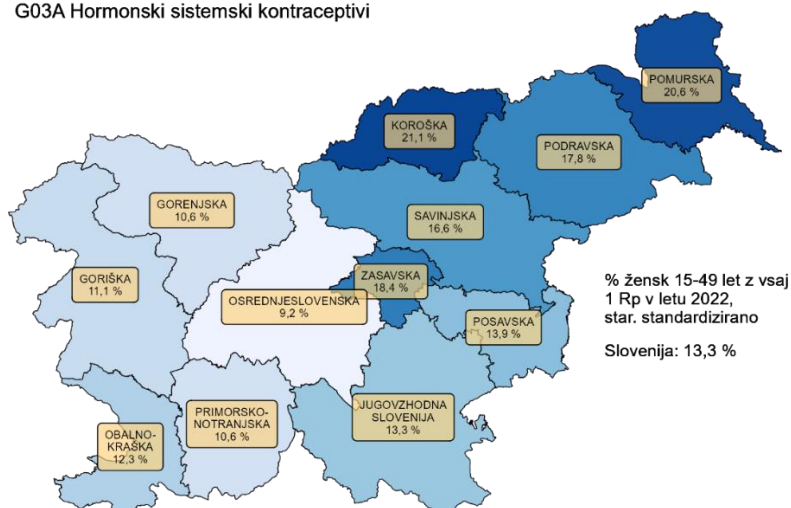 G03A Hormonski sistemski kontraceptivi
POMURSKA
20,6 %
KOROŠKA
21,1 %
PODRAVSKA
17,8 %
GORENJSKA
10,6 %
SAVINJSKA
16,6 %
GORIŠKA
11,1 %
ZASAVSKA
18,4 %
OSREDNJESLOVENSKA
9,2 %
POSAVSKA
13,9 %
% žensk 15-49 let z vsaj
1 Rp v letu 2022,
star. standardizirano
Slovenija: 13,3 %
JUGOVZHODNA
SLOVENIJA
13,3 %
PRIMORSKO-
NOTRANJSKA
10,6 %
OBALNO-
KRAŠKA
12,3 %